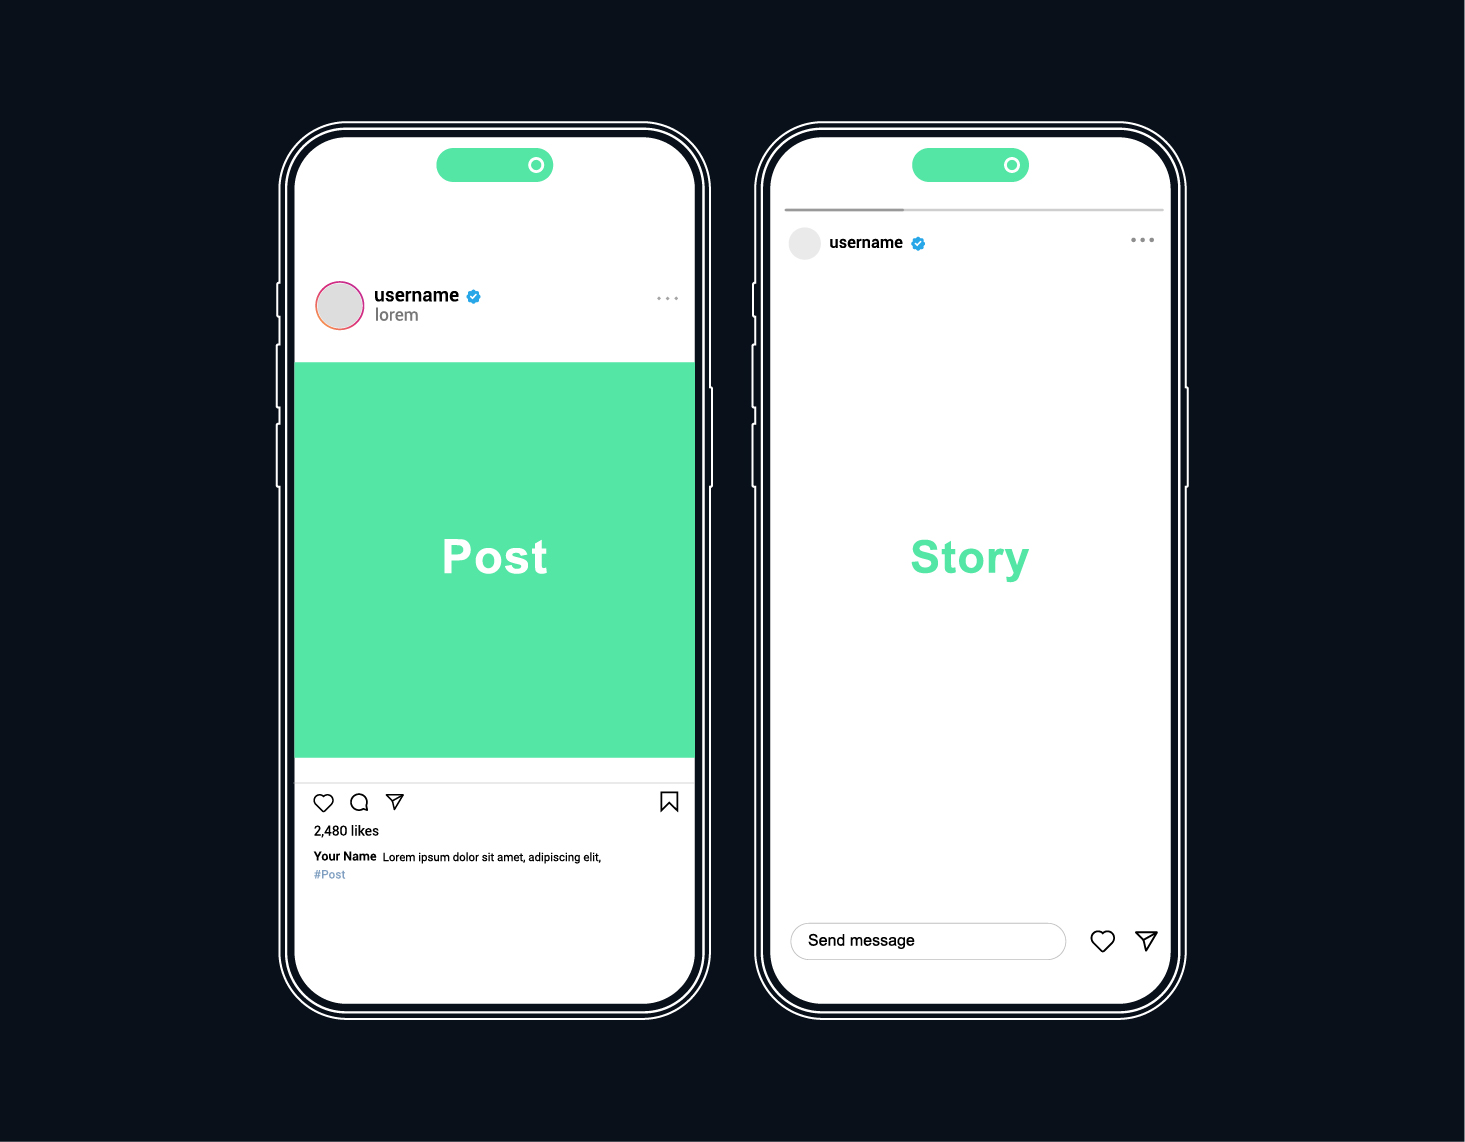 username
lorem
Post
2,480 likes
Your Name Lorem ipsum dolor sit amet, adipiscing elit,
#Post
username
Story
Send message